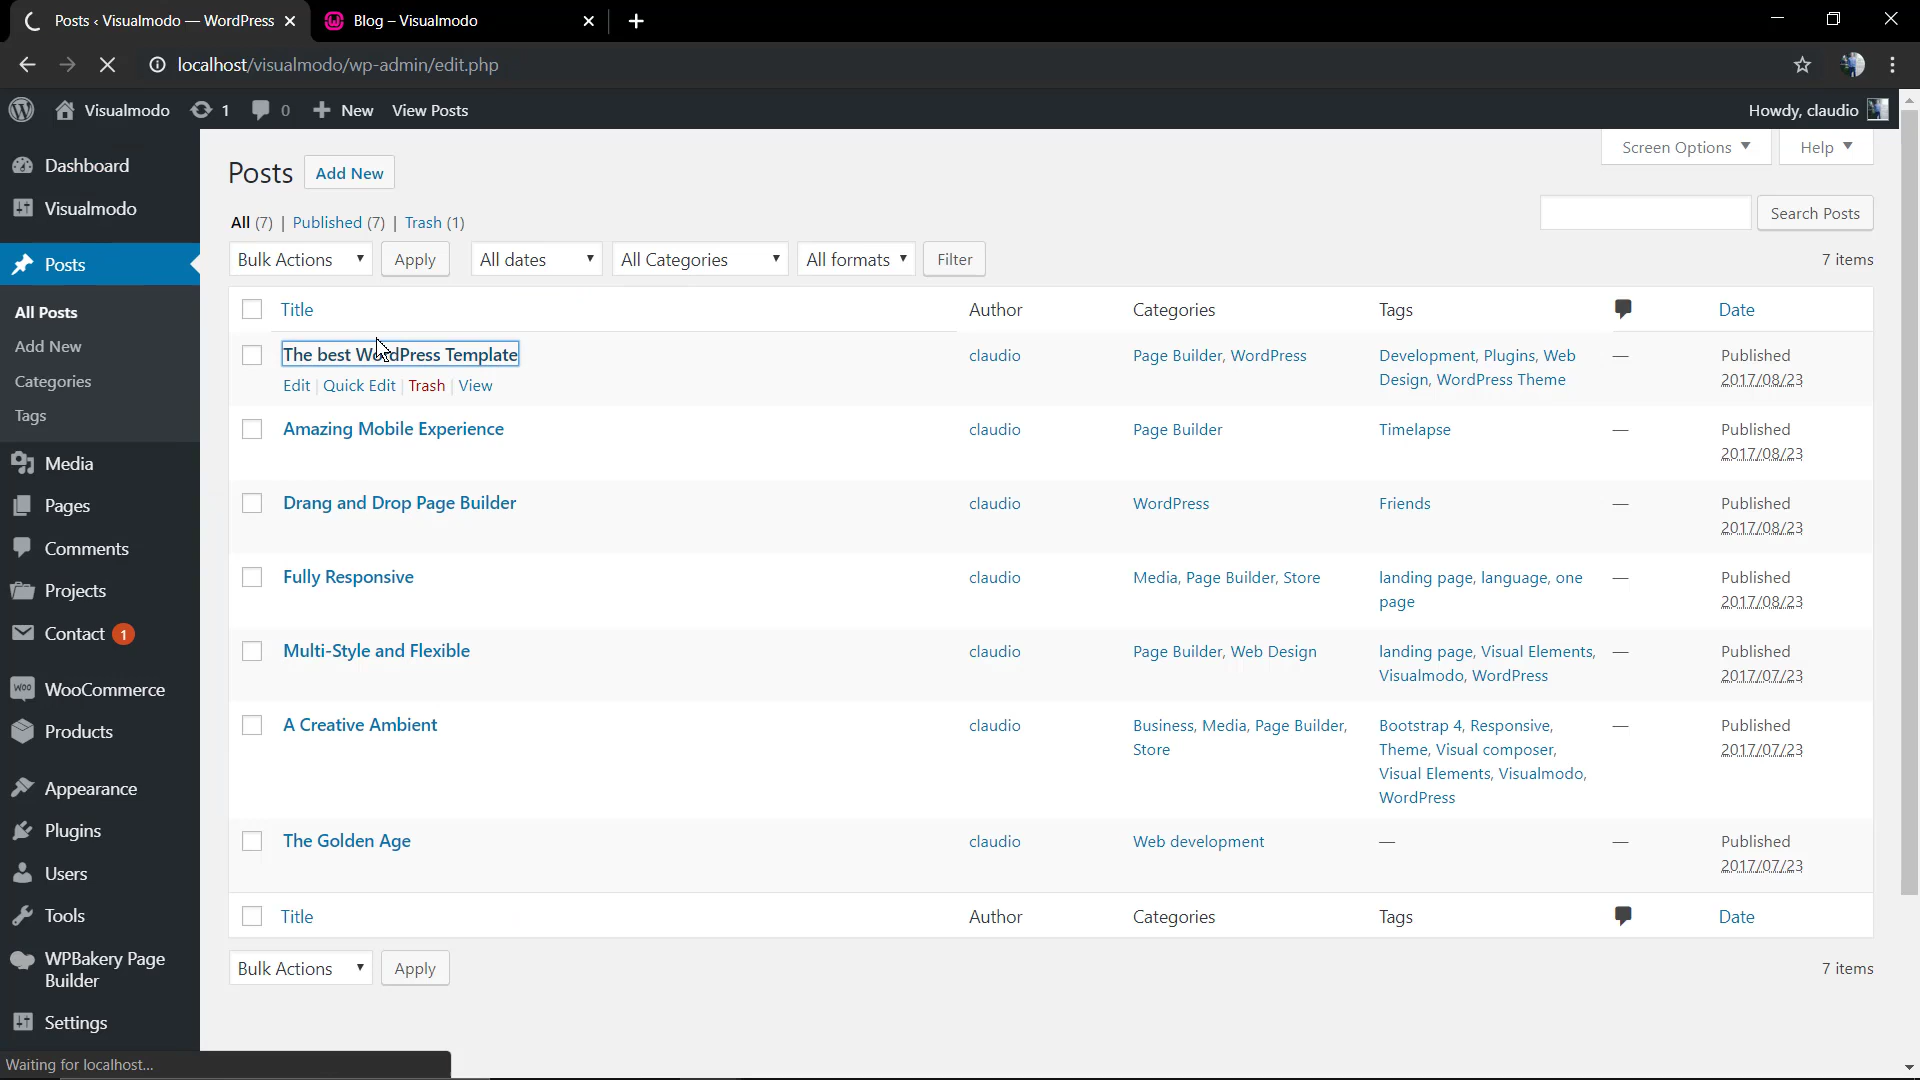 Posts ‹ Visualmodo — WordPress
Blog – Visualmodo
localhost/visualmodo/wp-admin/edit.php
Visualmodo 1 0 New View Posts
Howdy, claudio
Dashboard
Visualmodo
Posts
All Posts
Add New
Categories
Tags
Media
Pages
Comments
Projects
Contact 1
WooCommerce
Products
Appearance
Plugins
Users
Tools
WPBakery Page
Builder
Settings
Waiting for localhost...
Screen Options Help
Posts Add New
All (7) | Published (7) | Trash (1)
Search Posts
Bulk Actions Apply All dates All Categories All formats Filter 7 items
Title Author Categories Tags Date
The best WordPress Template claudio Page Builder, WordPress Development, Plugins, Web — Published
Design, WordPress Theme 2017/08/23
Edit | Quick Edit | Trash | View
Amazing Mobile Experience claudio Page Builder Timelapse — Published
2017/08/23
Drang and Drop Page Builder claudio WordPress Friends — Published
2017/08/23
Fully Responsive claudio Media, Page Builder, Store landing page, language, one — Published
page 2017/08/23
Multi-Style and Flexible claudio Page Builder, Web Design landing page, Visual Elements, — Published
Visualmodo, WordPress 2017/07/23
A Creative Ambient claudio Business, Media, Page Builder, Bootstrap 4, Responsive, — Published
Store Theme, Visual composer, 2017/07/23
Visual Elements, Visualmodo,
WordPress
The Golden Age claudio Web development — — Published
2017/07/23
Title Author Categories Tags Date
Bulk Actions Apply 7 items